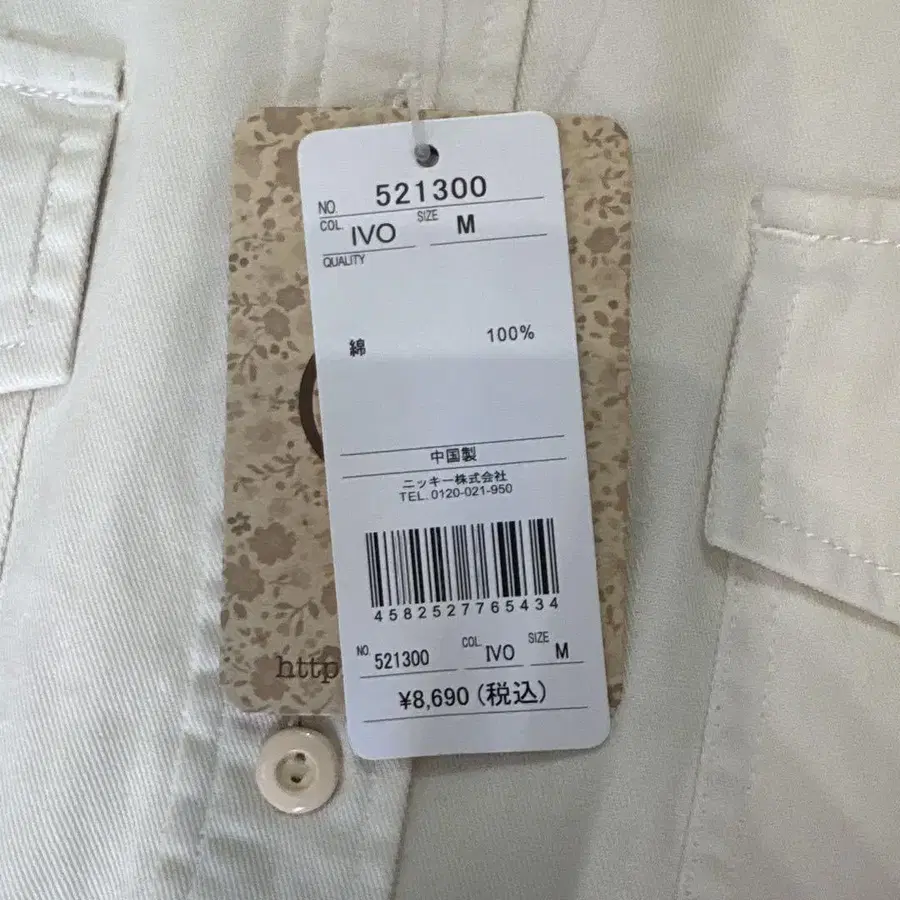 NO. 521300
COL. IVO SIZE M
QUALITY
綿 100%
中国製
ニッキー株式会社
TEL.0120-021-950
4582527765434
NO. 521300 COL. IVO SIZE M
¥8,690(税込)
http